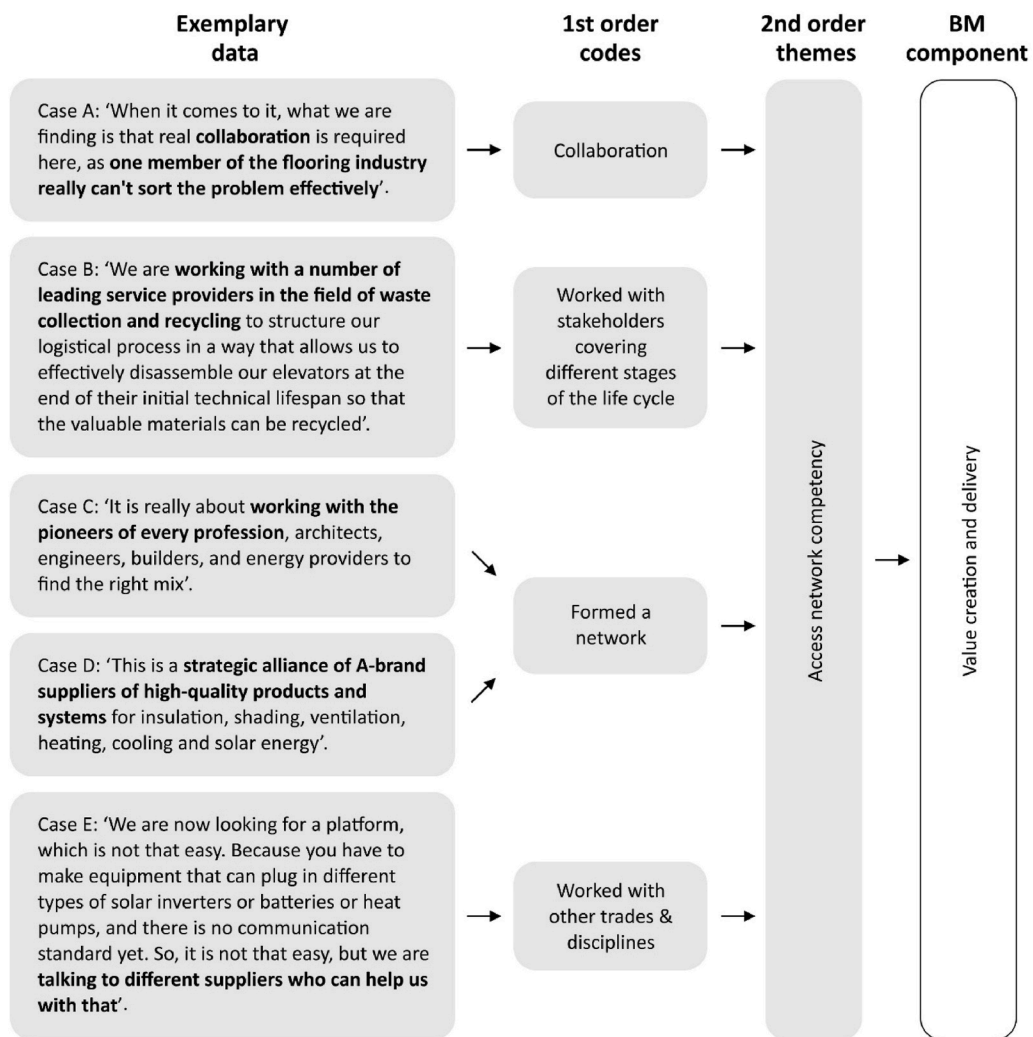 Exemplary
data
1st order
codes
2nd order
themes
BM
component
Case A: ‘When it comes to it, what we are
finding is that real collaboration is required
here, as one member of the flooring industry
really can't sort the problem effectively’.
Collaboration
Case B: ‘We are working with a number of
leading service providers in the field of waste
collection and recycling to structure our
logistical process in a way that allows us to
effectively disassemble our elevators at the
end of their initial technical lifespan so that
the valuable materials can be recycled’.
Worked with
stakeholders
covering
different stages
of the life cycle
Case C: ‘It is really about working with the
pioneers of every profession, architects,
engineers, builders, and energy providers to
find the right mix’.
Case D: ‘This is a strategic alliance of A-brand
suppliers of high-quality products and
systems for insulation, shading, ventilation,
heating, cooling and solar energy’.
Formed a
network
Case E: ‘We are now looking for a platform,
which is not that easy. Because you have to
make equipment that can plug in different
types of solar inverters or batteries or heat
pumps, and there is no communication
standard yet. So, it is not that easy, but we are
talking to different suppliers who can help us
with that’.
Worked with
other trades &
disciplines
Access network competency
Value creation and delivery